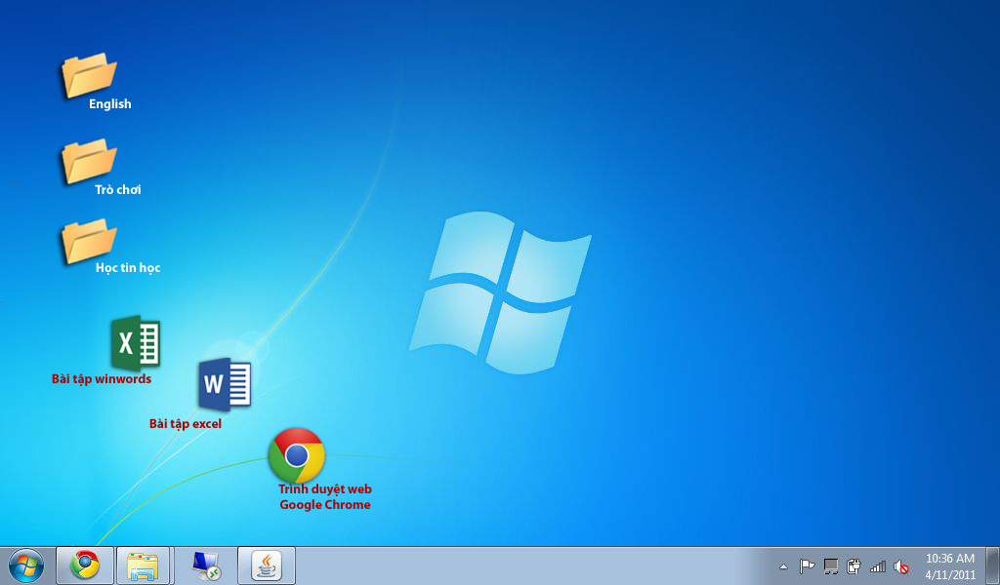 English
Trò chơi
Học tin học
X
Bài tập winwords
W
Bài tập excel
Trình duyệt web
Google Chrome
10:36 AM
4/11/2011